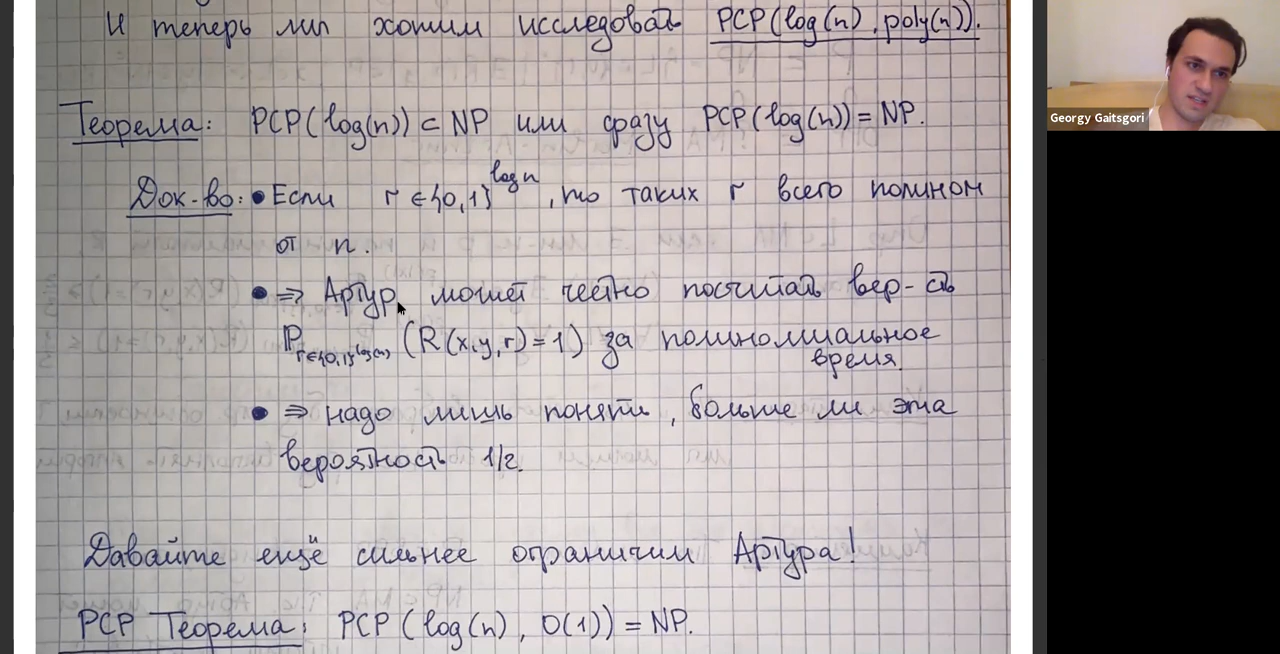 И теперь мы хотим исследовать PCP(log(n), poly(n)).
Теорема: PCP(log(n)) ⊂ NP или сразу PCP(log(n)) = NP.
Док-во: • Если r ∈ {0,1}^log n, то таких r всего полином
от n.
• ⇒ Артур может честно посчитать вер-сть
P_{r∈{0,1}^log(n)} (R(x,y,r) = 1) за полиномиальное
время.
• ⇒ надо лишь понять, больше ли эта
вероятность 1/2.
Давайте ещё сильнее ограничим Артура!
PCP Теорема: PCP(log(n), O(1)) = NP.
Georgy Gaitsgori